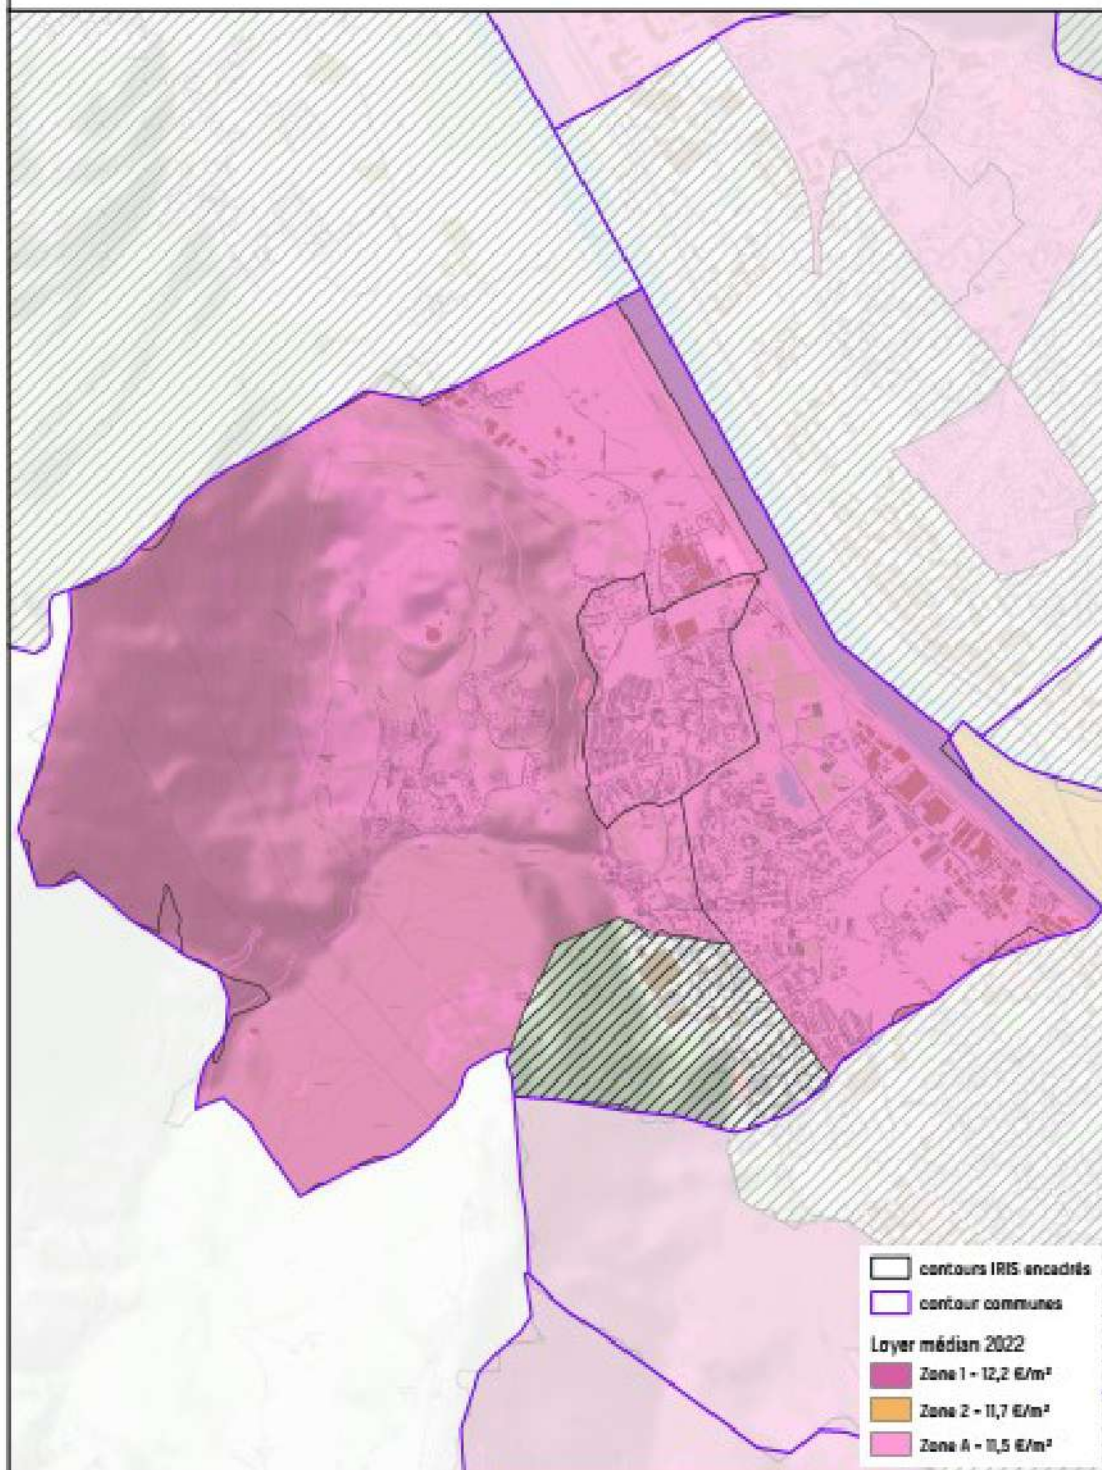 contours IRIS encadrés
contour communes
Loyer médian 2022
Zone 1 - 12,2 €/m²
Zone 2 - 11,7 €/m²
Zone A - 11,5 €/m²